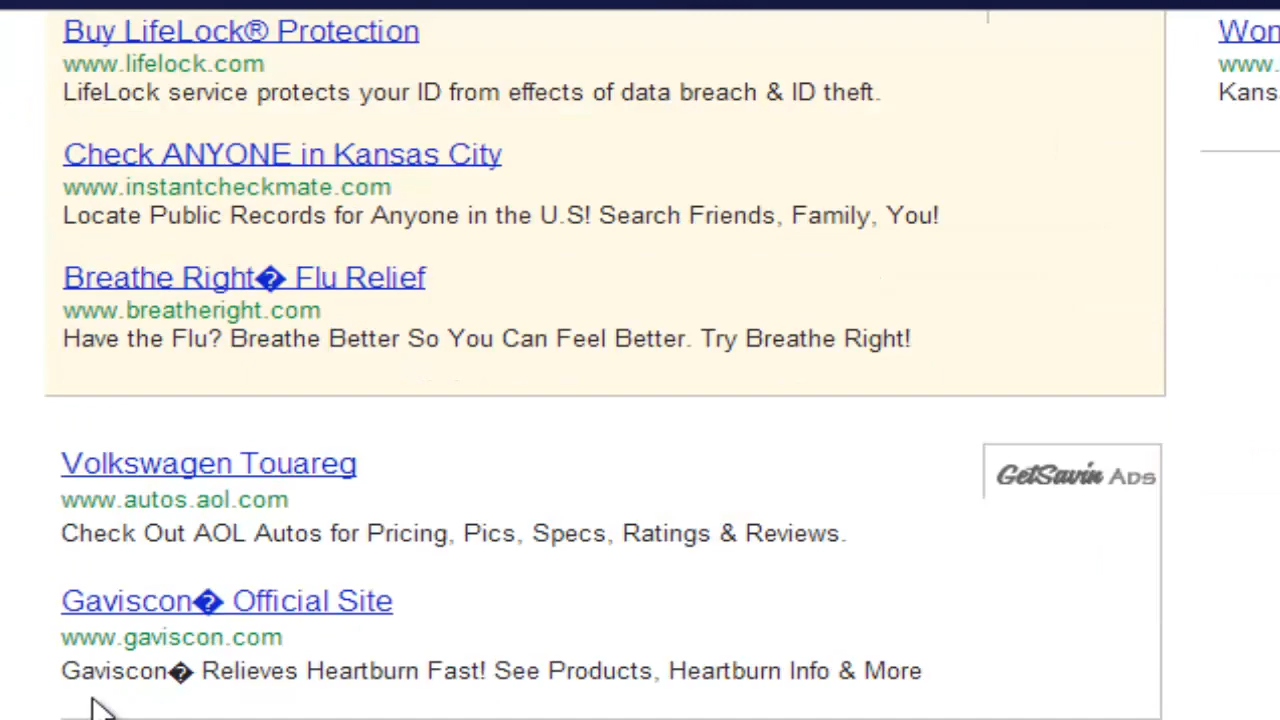 Buy LifeLock® Protection
www.lifelock.com
LifeLock service protects your ID from effects of data breach & ID theft.
Check ANYONE in Kansas City
www.instantcheckmate.com
Locate Public Records for Anyone in the U.S! Search Friends, Family, You!
Breathe Right� Flu Relief
www.breatheright.com
Have the Flu? Breathe Better So You Can Feel Better. Try Breathe Right!
Volkswagen Touareg
www.autos.aol.com
Check Out AOL Autos for Pricing, Pics, Specs, Ratings & Reviews.
GetSavin ADS
Gaviscon� Official Site
www.gaviscon.com
Gaviscon� Relieves Heartburn Fast! See Products, Heartburn Info & More
www.